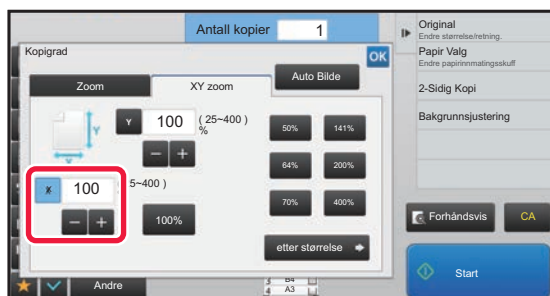 Antall kopier 1
Kopigrad
OK
Zoom
XY zoom
Auto Bilde
Y
Y 100 (25~400)
%
50% 141%
64% 200%
X
X 100 5~400 )
100%
70% 400%
etter størrelse
Andre
B4
A3
Original
Endre størrelse/retning.
Papir Valg
Endre papirinnmatingsskuff
2-Sidig Kopi
Bakgrunnsjustering
Forhåndsvis
CA
Start